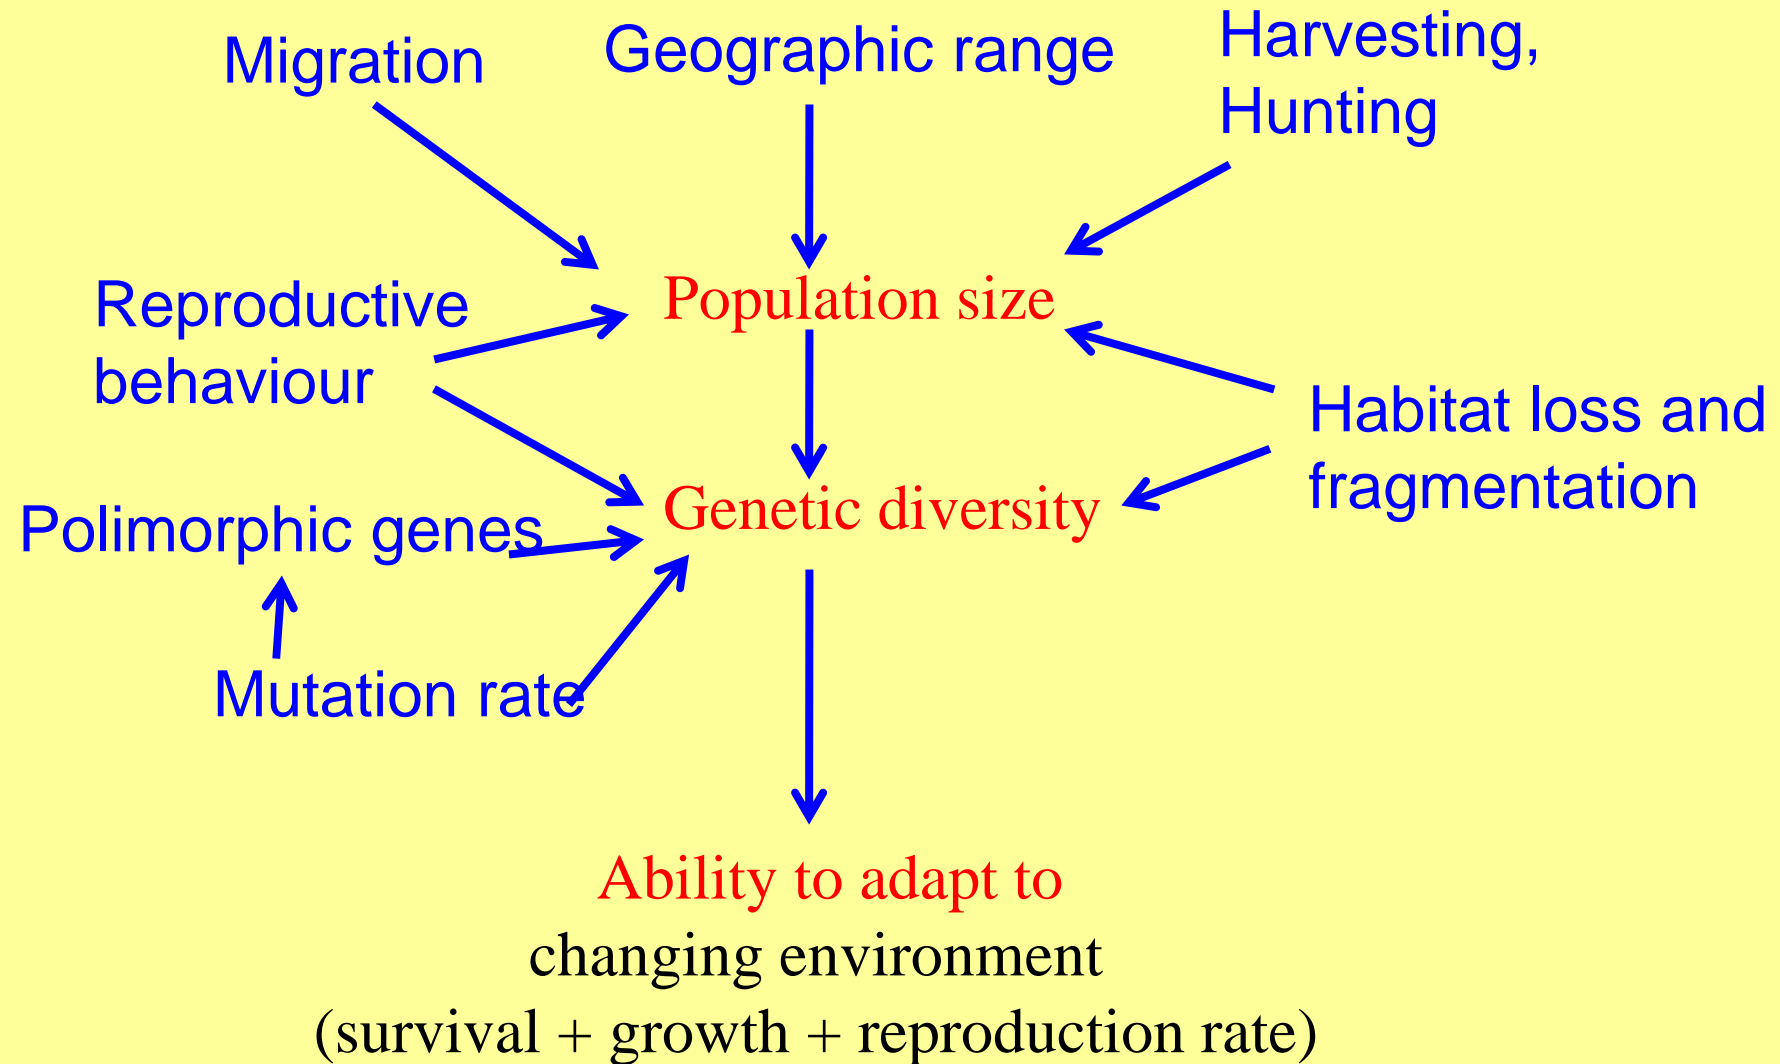 Migration
Geographic range
Harvesting,
Hunting
Population size
Reproductive
behaviour
Habitat loss and
fragmentation
Genetic diversity
Polimorphic genes
Mutation rate
Ability to adapt to
changing environment
(survival + growth + reproduction rate)